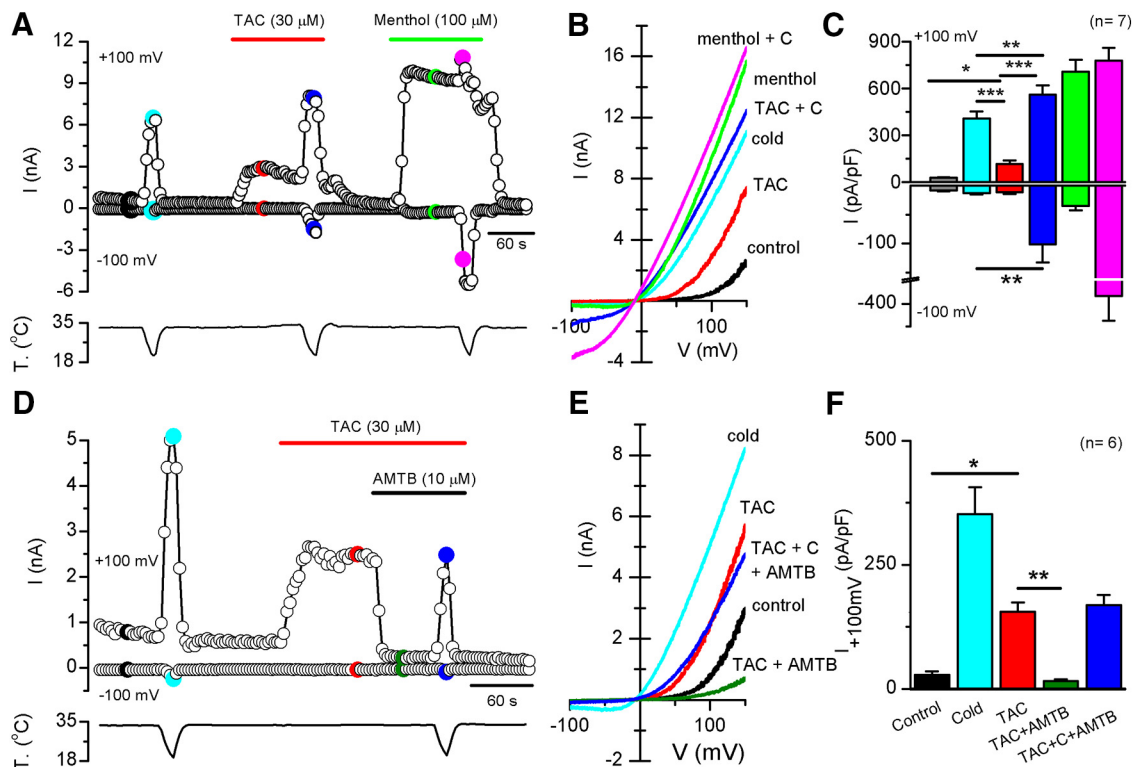 A
TAC (30 µM)
Menthol (100 µM)
12
+100 mV
9
6
3
0
-3
-6
I (nA)
-100 mV
60 s
35
18
T. (°C)
B
16
12
8
4
-4
I (nA)
menthol + C
menthol
TAC + C
cold
TAC
control
-100
100
V (mV)
C
(n= 7)
900
+100 mV
600
300
0
-100
-400
I (pA/pF)
-100 mV
*
**
***
***
**
D
TAC (30 µM)
AMTB (10 µM)
5
4
3
2
1
0
I (nA)
+100 mV
-100 mV
60 s
35
18
T. (°C)
E
8
6
4
2
-2
I (nA)
cold
TAC
TAC + C
+ AMTB
control
TAC + AMTB
-100
100
V (mV)
F
(n= 6)
500
250
0
I+100mV (pA/pF)
*
**
Control
Cold
TAC
TAC+AMTB
TAC+C+AMTB